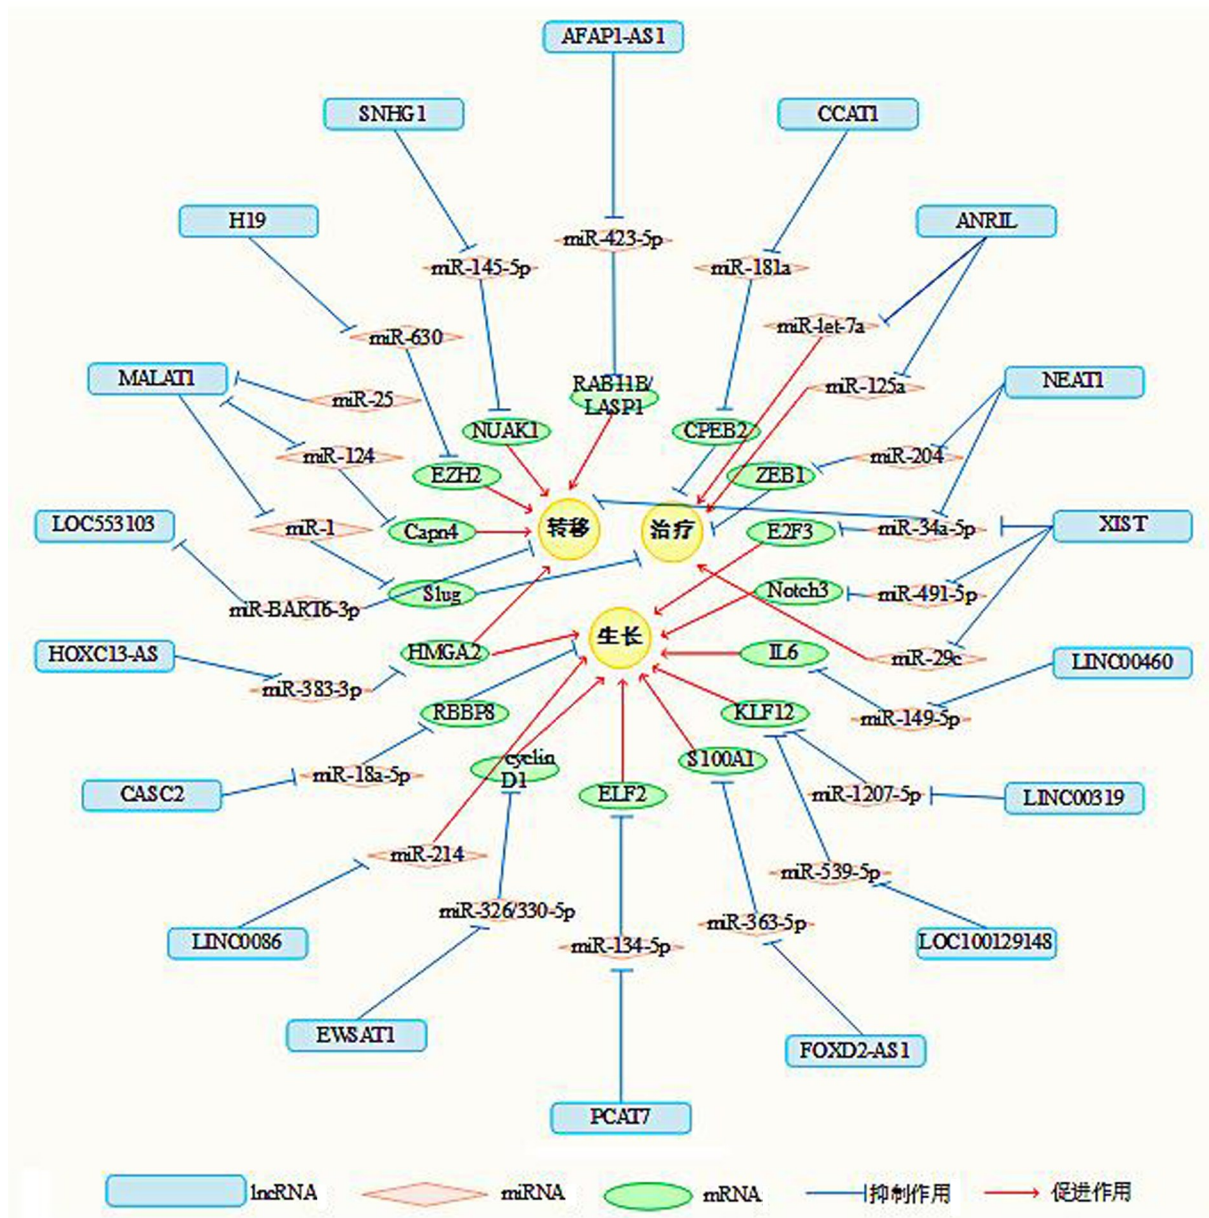 AFAP1-AS1
SNHG1
CCAT1
H19
ANRIL
miR-423-5p
miR-145-5p
miR-181a
miR-630
miR-let-7a
MALAT1
miR-25
RAB11B/
LASP1
miR-125a
NEAT1
NUAK1
CPEB2
miR-124
EZH2
ZEB1
miR-204
LOC553103
miR-1
Capn4
转移
治疗
E2F3
miR-34a-5p
XIST
miR-BART6-3p
Slug
Notch3
miR-491-5p
生长
HOXC13-AS
HMGA2
IL6
miR-29c
LINC00460
miR-383-3p
RBBP8
KLF12
miR-149-5p
CASC2
miR-18a-5p
cyclin
D1
S100A1
ELF2
miR-1207-5p
LINC00319
miR-214
miR-539-5p
LINC0086
miR-326/330-5p
miR-134-5p
miR-363-5p
LOC100129148
EWSAT1
FOXD2-AS1
PCAT7
lncRNA
miRNA
mRNA
抑制作用
促进作用